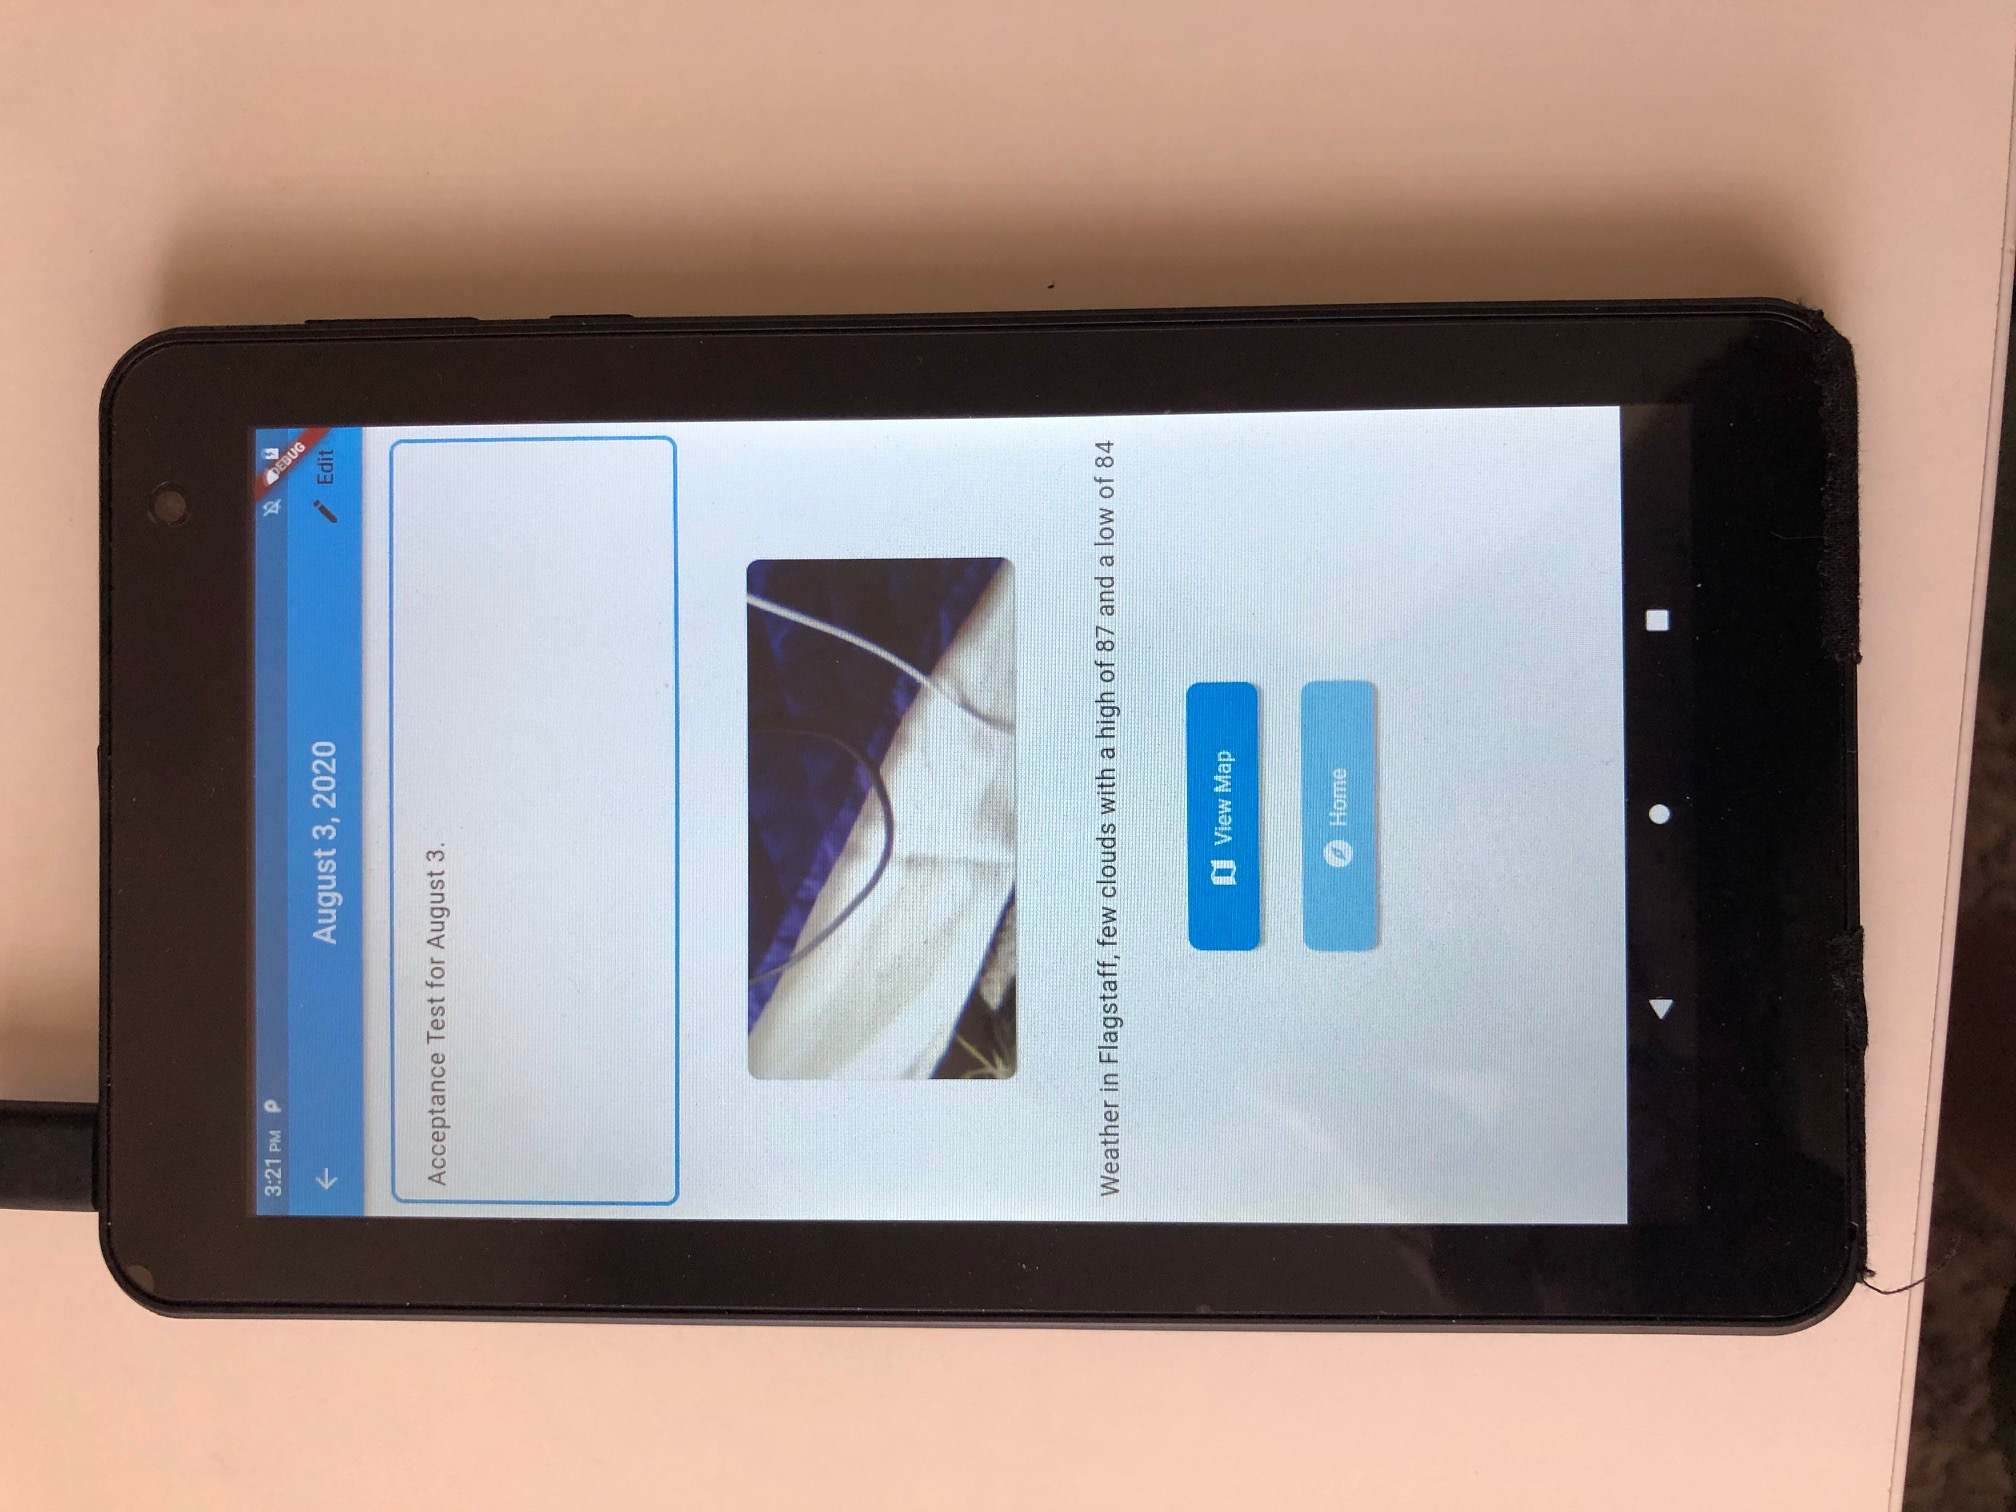 3:21 PM
DEBUG
August 3, 2020
Edit
Acceptance Test for August 3.
Weather in Flagstaff, few clouds with a high of 87 and a low of 84
View Map
Home